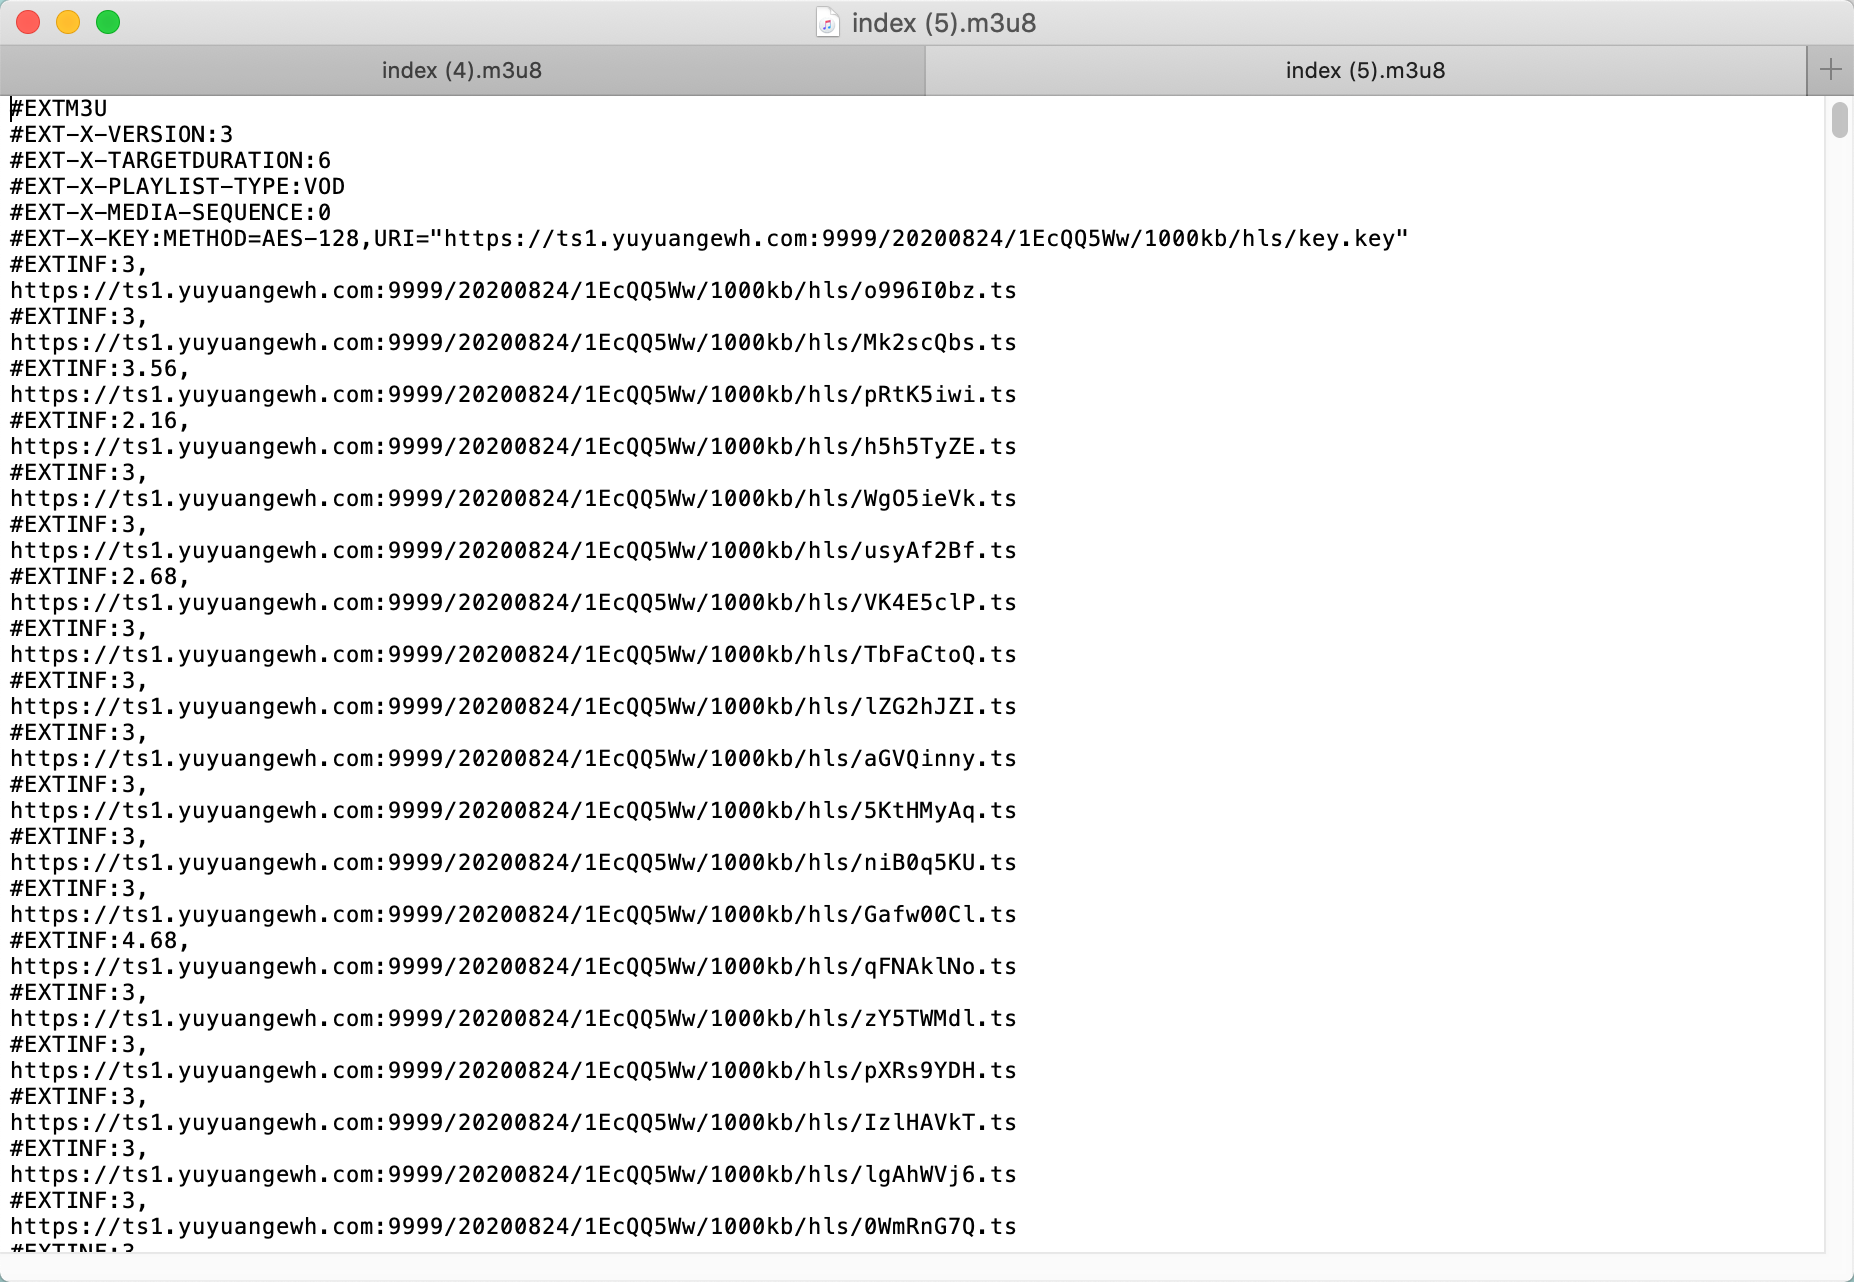 index (5).m3u8
index (4).m3u8
index (5).m3u8
#EXTM3U
#EXT-X-VERSION:3
#EXT-X-TARGETDURATION:6
#EXT-X-PLAYLIST-TYPE:VOD
#EXT-X-MEDIA-SEQUENCE:0
#EXT-X-KEY:METHOD=AES-128,URI="https://ts1.yuyuangewh.com:9999/20200824/1EcQQ5Ww/1000kb/hls/key.key"
#EXTINF:3,
https://ts1.yuyuangewh.com:9999/20200824/1EcQQ5Ww/1000kb/hls/o996I0bz.ts
#EXTINF:3,
https://ts1.yuyuangewh.com:9999/20200824/1EcQQ5Ww/1000kb/hls/Mk2scQbs.ts
#EXTINF:3.56,
https://ts1.yuyuangewh.com:9999/20200824/1EcQQ5Ww/1000kb/hls/pRtK5iwi.ts
#EXTINF:2.16,
https://ts1.yuyuangewh.com:9999/20200824/1EcQQ5Ww/1000kb/hls/h5h5TyZE.ts
#EXTINF:3,
https://ts1.yuyuangewh.com:9999/20200824/1EcQQ5Ww/1000kb/hls/WgO5ieVk.ts
#EXTINF:3,
https://ts1.yuyuangewh.com:9999/20200824/1EcQQ5Ww/1000kb/hls/usyAf2Bf.ts
#EXTINF:2.68,
https://ts1.yuyuangewh.com:9999/20200824/1EcQQ5Ww/1000kb/hls/VK4E5clP.ts
#EXTINF:3,
https://ts1.yuyuangewh.com:9999/20200824/1EcQQ5Ww/1000kb/hls/TbFaCtoQ.ts
#EXTINF:3,
https://ts1.yuyuangewh.com:9999/20200824/1EcQQ5Ww/1000kb/hls/lZG2hJZI.ts
#EXTINF:3,
https://ts1.yuyuangewh.com:9999/20200824/1EcQQ5Ww/1000kb/hls/aGVQinny.ts
#EXTINF:3,
https://ts1.yuyuangewh.com:9999/20200824/1EcQQ5Ww/1000kb/hls/5KtHMyAq.ts
#EXTINF:3,
https://ts1.yuyuangewh.com:9999/20200824/1EcQQ5Ww/1000kb/hls/niB0q5KU.ts
#EXTINF:3,
https://ts1.yuyuangewh.com:9999/20200824/1EcQQ5Ww/1000kb/hls/Gafw00Cl.ts
#EXTINF:4.68,
https://ts1.yuyuangewh.com:9999/20200824/1EcQQ5Ww/1000kb/hls/qFNAklNo.ts
#EXTINF:3,
https://ts1.yuyuangewh.com:9999/20200824/1EcQQ5Ww/1000kb/hls/zY5TWMdl.ts
#EXTINF:3,
https://ts1.yuyuangewh.com:9999/20200824/1EcQQ5Ww/1000kb/hls/pXRs9YDH.ts
#EXTINF:3,
https://ts1.yuyuangewh.com:9999/20200824/1EcQQ5Ww/1000kb/hls/IzlHAVkT.ts
#EXTINF:3,
https://ts1.yuyuangewh.com:9999/20200824/1EcQQ5Ww/1000kb/hls/lgAhWVj6.ts
#EXTINF:3,
https://ts1.yuyuangewh.com:9999/20200824/1EcQQ5Ww/1000kb/hls/0WmRnG7Q.ts